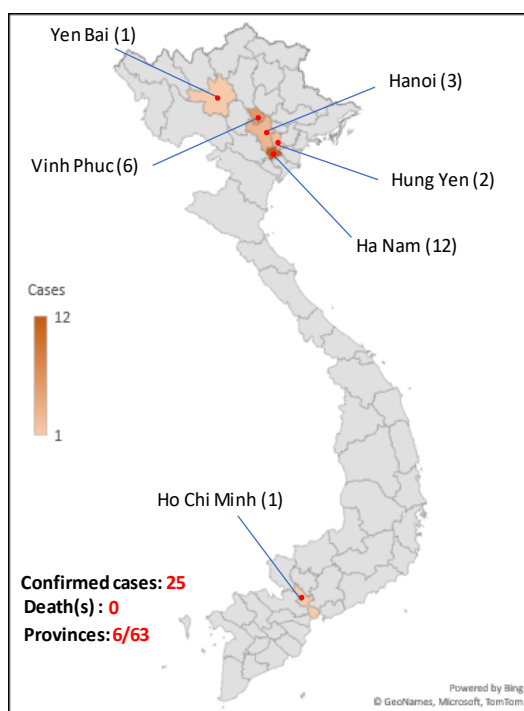 Yen Bai (1)
Hanoi (3)
Vinh Phuc (6)
Hung Yen (2)
Ha Nam (12)
Cases
12
1
Ho Chi Minh (1)
Confirmed cases: 25
Death(s) : 0
Provinces: 6/63
Powered by Bing
© GeoNames, Microsoft, TomTom